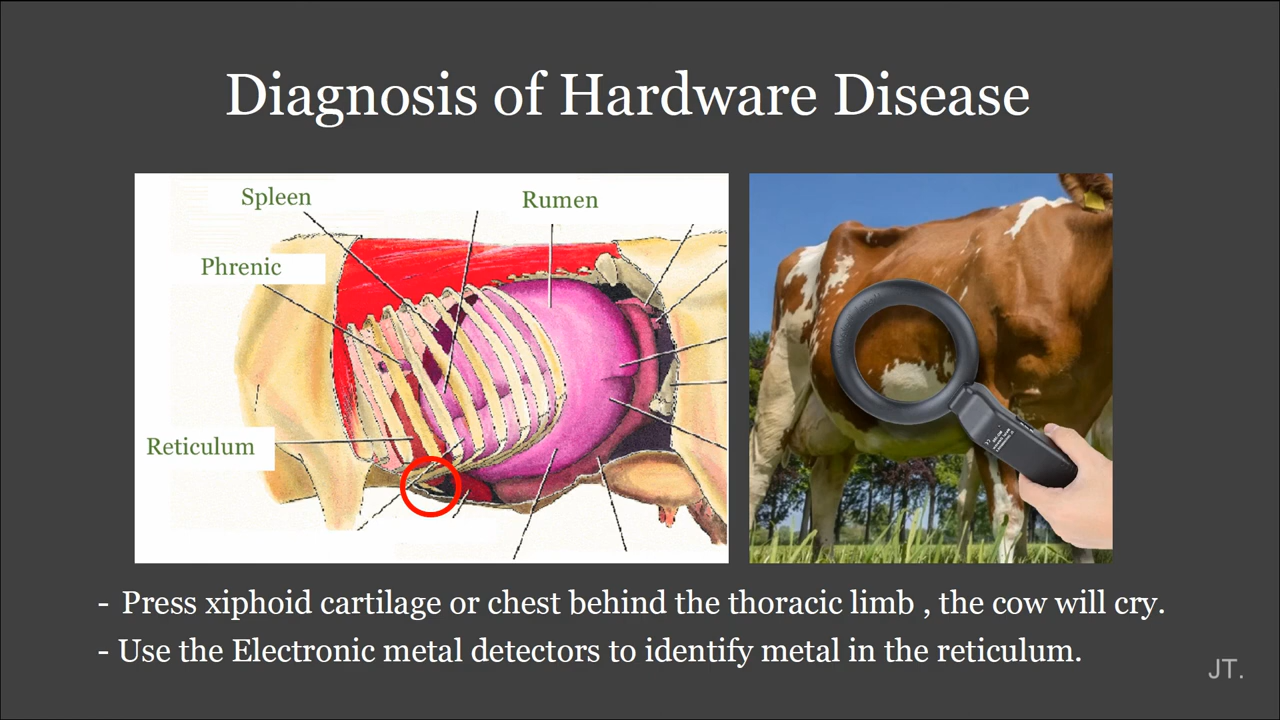 Diagnosis of Hardware Disease
Spleen
Rumen
Phrenic
Reticulum
- Press xiphoid cartilage or chest behind the thoracic limb , the cow will cry.
- Use the Electronic metal detectors to identify metal in the reticulum.
JT.